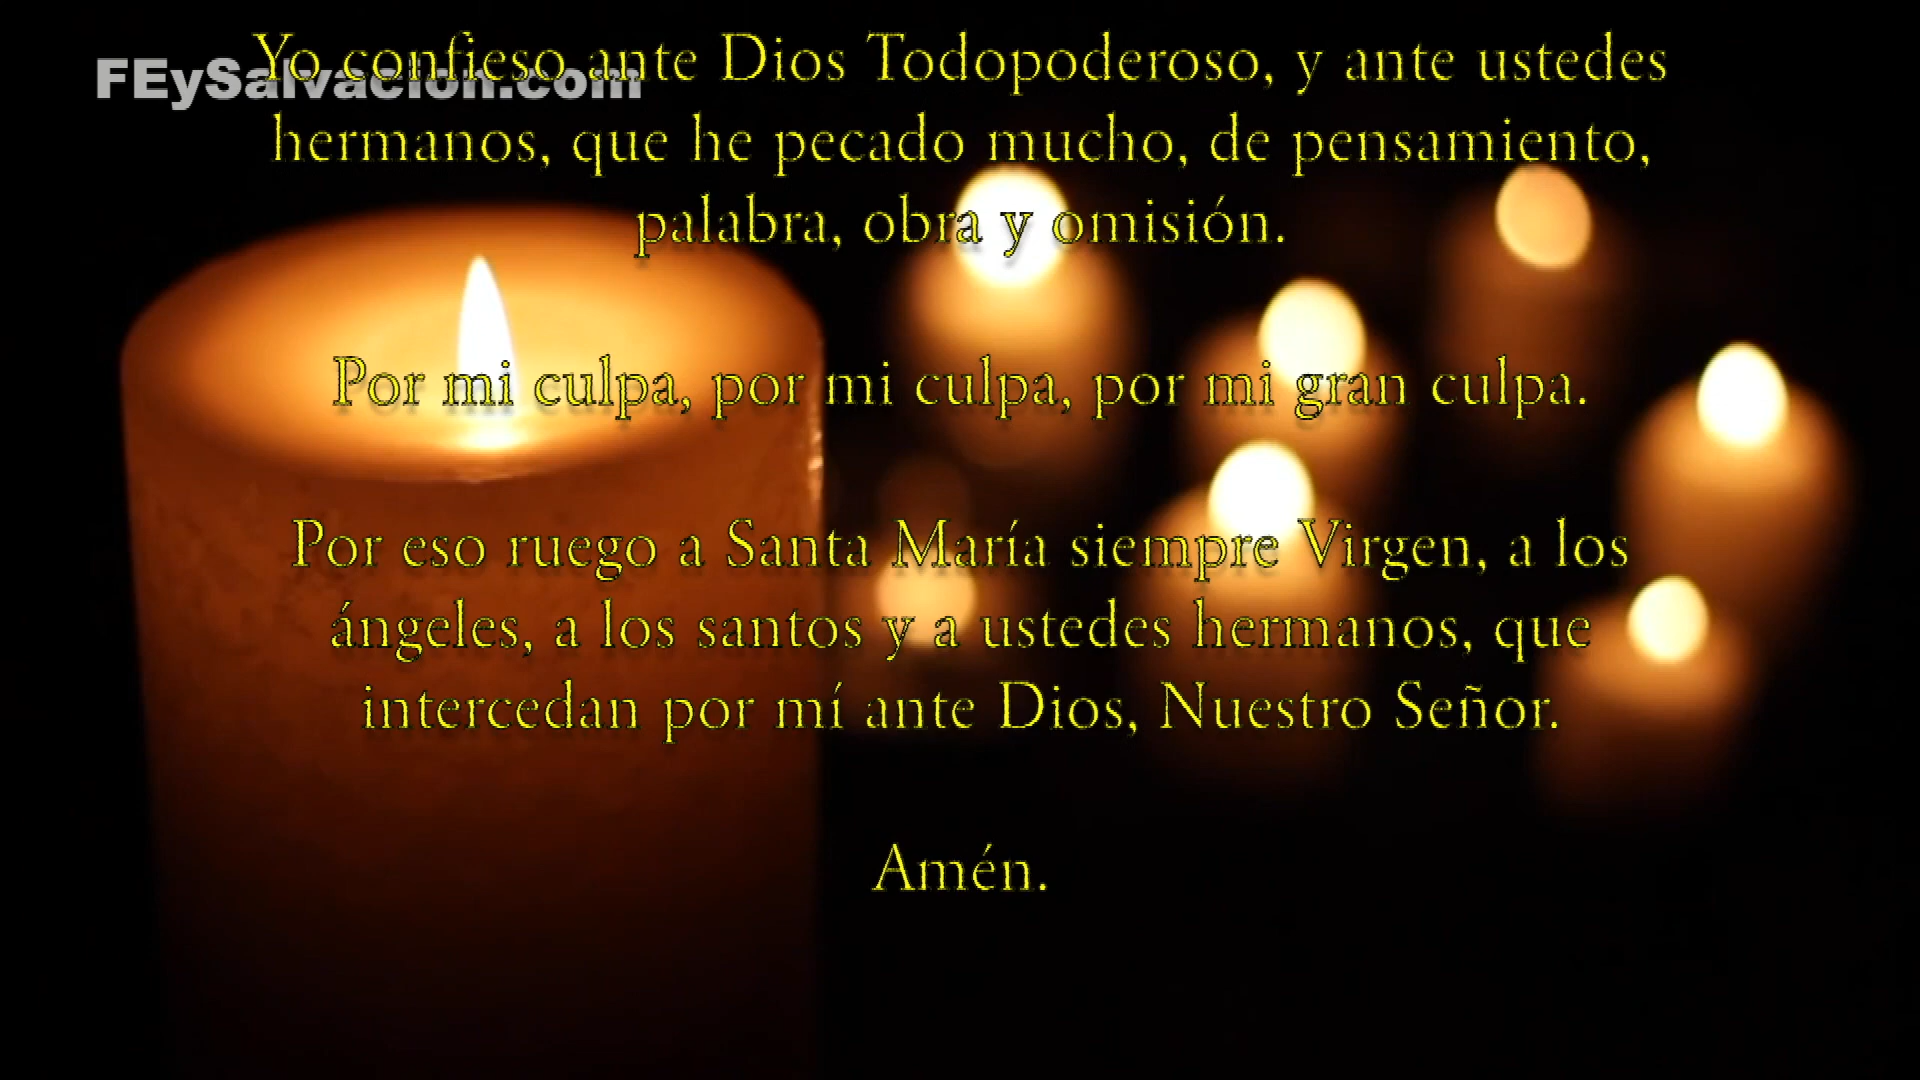 FEySalvacion.com
Yo confieso ante Dios Todopoderoso, y ante ustedes
hermanos, que he pecado mucho, de pensamiento,
palabra, obra y omisión.
Por mi culpa, por mi culpa, por mi gran culpa.
Por eso ruego a Santa María siempre Virgen, a los
ángeles, a los santos y a ustedes hermanos, que
intercedan por mí ante Dios, Nuestro Señor.
Amén.